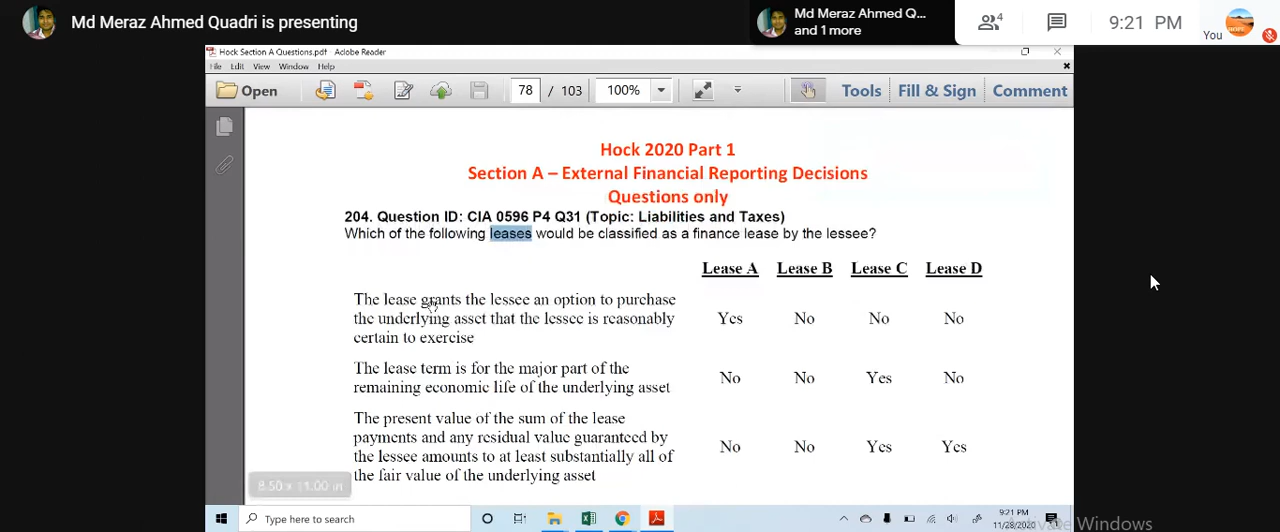 Md Meraz Ahmed Quadri is presenting
Md Meraz Ahmed Q...
and 1 more
4
9:21 PM
You
Hock Section A Questions.pdf - Adobe Reader
File Edit View Window Help
Open
78 / 103
100%
Tools
Fill & Sign
Comment
Hock 2020 Part 1
Section A – External Financial Reporting Decisions
Questions only
204. Question ID: CIA 0596 P4 Q31 (Topic: Liabilities and Taxes)
Which of the following leases would be classified as a finance lease by the lessee?
Lease A Lease B Lease C Lease D
The lease grants the lessee an option to purchase
the underlying asset that the lessee is reasonably
certain to exercise
Yes No No No
The lease term is for the major part of the
remaining economic life of the underlying asset
No No Yes No
The present value of the sum of the lease
payments and any residual value guaranteed by
the lessee amounts to at least substantially all of
the fair value of the underlying asset
No No Yes Yes
8.50 x 11.00 in
Type here to search
9:21 PM
11/28/2020
Windows